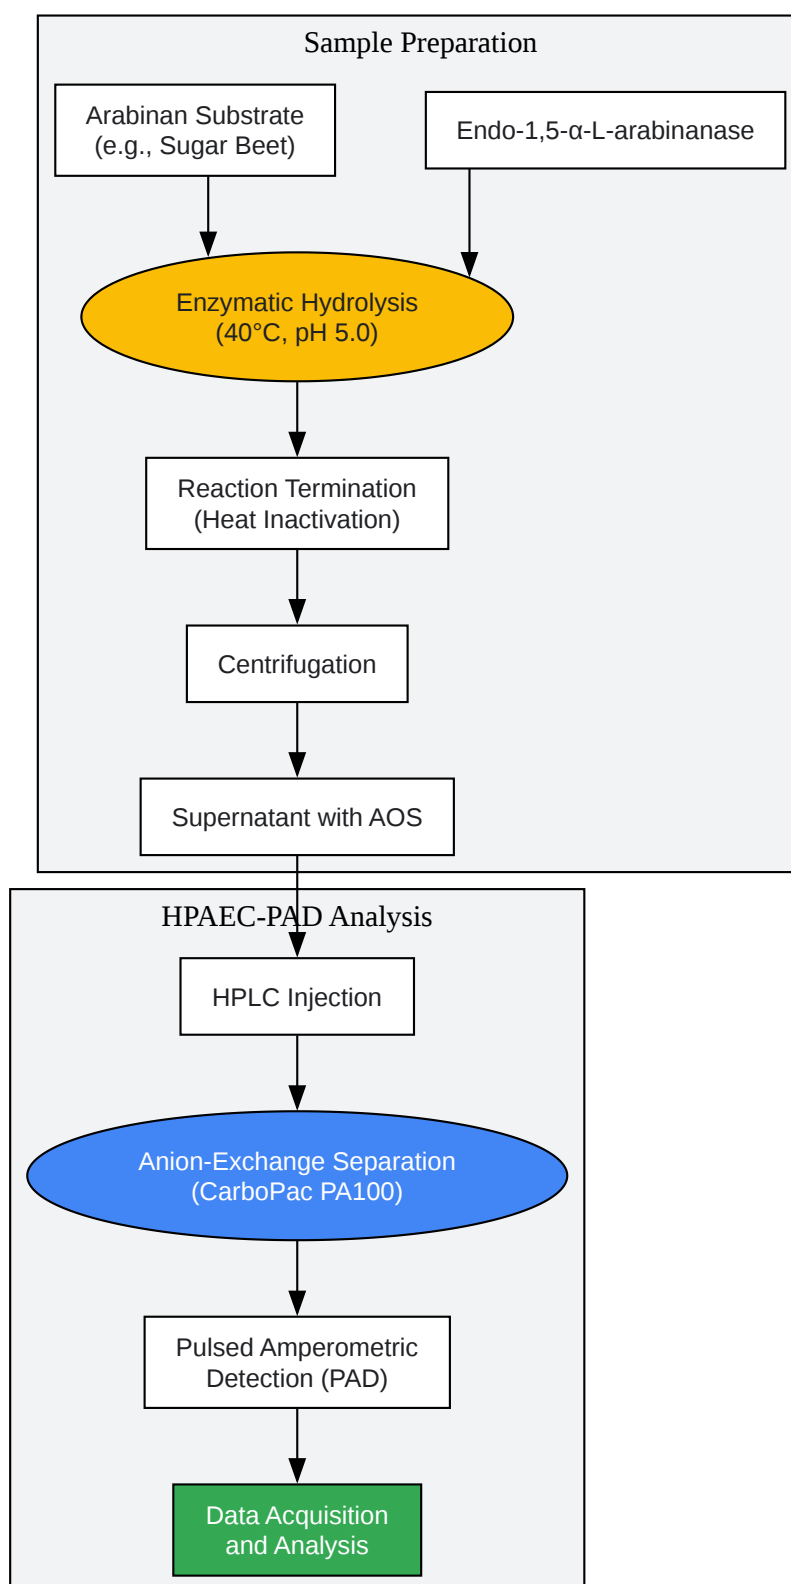 Sample Preparation
Arabinan Substrate
(e.g., Sugar Beet)
Endo-1,5-α-L-arabinanase
Enzymatic Hydrolysis
(40°C, pH 5.0)
Reaction Termination
(Heat Inactivation)
Centrifugation
Supernatant with AOS
HPAEC-PAD Analysis
HPLC Injection
Anion-Exchange Separation
(CarboPac PA100)
Pulsed Amperometric
Detection (PAD)
Data Acquisition
and Analysis